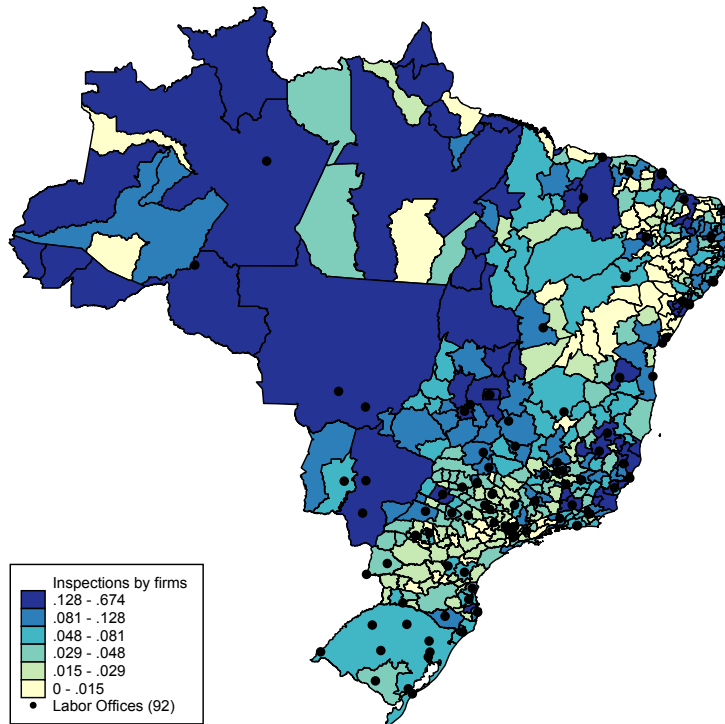 Inspections by firms
.128 - .674
.081 - .128
.048 - .081
.029 - .048
.015 - .029
0 - .015
Labor Offices (92)